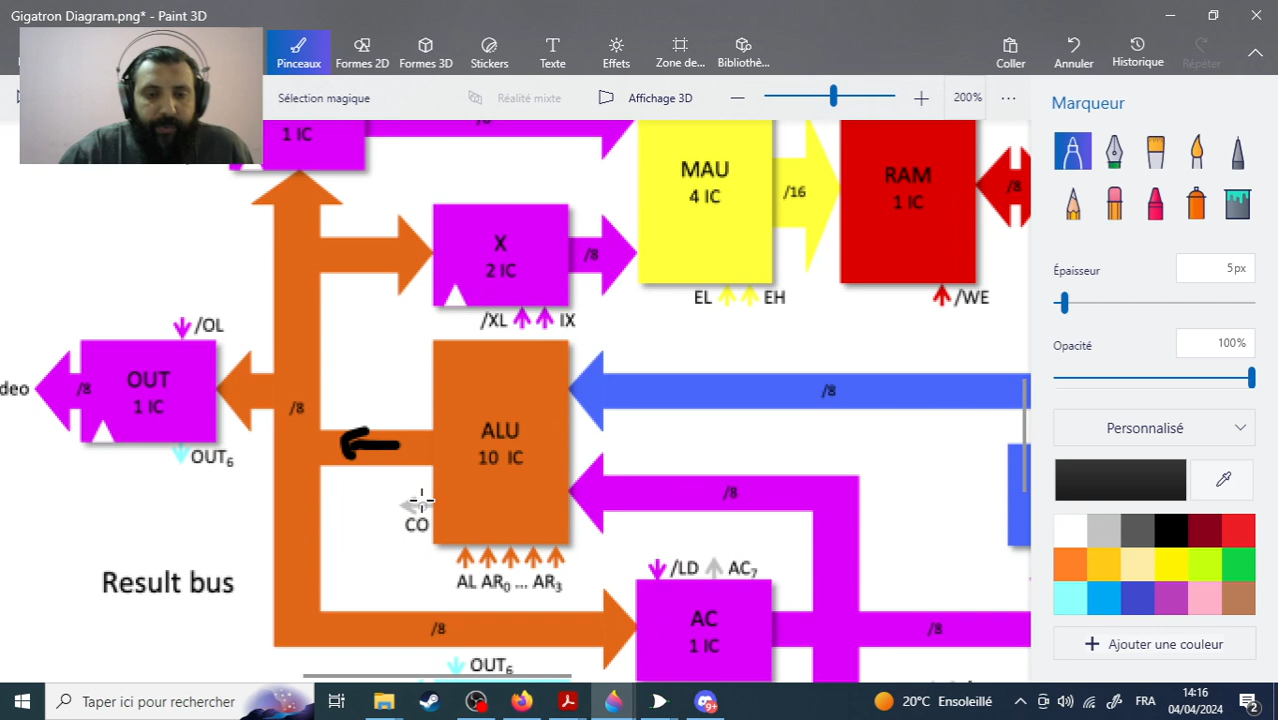 Gigatron Diagram.png* - Paint 3D
Pinceaux
Formes 2D
Formes 3D
Stickers
Texte
Effets
Zone de...
Bibliothè...
Coller
Annuler
Historique
Répéter
Sélection magique
Réalité mixte
Affichage 3D
200%
Marqueur
Épaisseur
5px
Opacité
100%
Personnalisé
Ajouter une couleur
1 IC
/8
MAU
4 IC
/16
RAM
1 IC
/8
X
2 IC
/8
EL
EH
/WE
/XL
IX
/OL
deo
/8
OUT
1 IC
/8
ALU
10 IC
/8
OUT6
CO
/8
AL AR0 ... AR3
/LD
AC7
Result bus
AC
1 IC
/8
/8
OUT6
Taper ici pour rechercher
9+
20°C Ensoleillé
FRA
14:16
04/04/2024
2